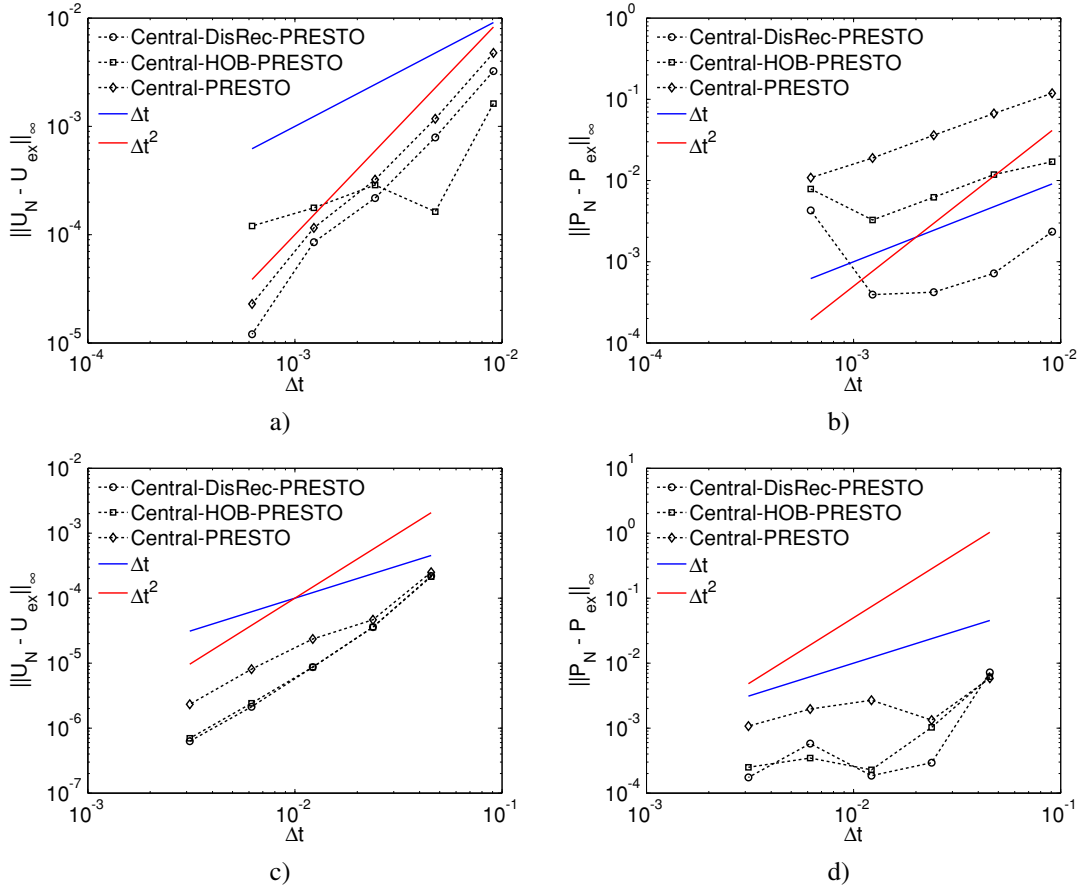 10^-2
10^-3
10^-4
10^-5
||U_N - U_ex||_∞
Central-DisRec-PRESTO
Central-HOB-PRESTO
Central-PRESTO
Δt
Δt^2
10^-4
10^-3
10^-2
Δt
a)
10^0
10^-1
10^-2
10^-3
10^-4
||P_N - P_ex||_∞
Central-DisRec-PRESTO
Central-HOB-PRESTO
Central-PRESTO
Δt
Δt^2
10^-4
10^-3
10^-2
Δt
b)
10^-2
10^-3
10^-4
10^-5
10^-6
10^-7
||U_N - U_ex||_∞
Central-DisRec-PRESTO
Central-HOB-PRESTO
Central-PRESTO
Δt
Δt^2
10^-3
10^-2
10^-1
Δt
c)
10^1
10^0
10^-1
10^-2
10^-3
10^-4
||P_N - P_ex||_∞
Central-DisRec-PRESTO
Central-HOB-PRESTO
Central-PRESTO
Δt
Δt^2
10^-3
10^-2
10^-1
Δt
d)